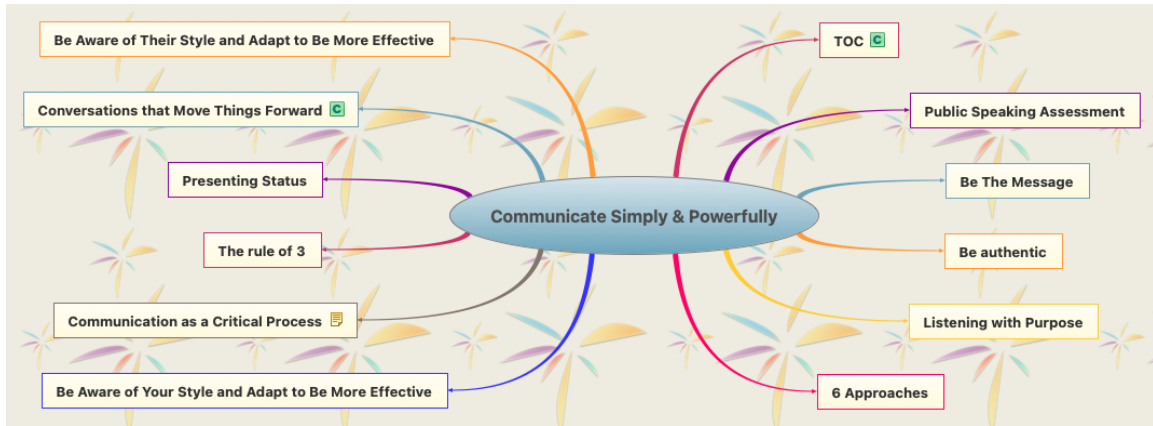 Be Aware of Their Style and Adapt to Be More Effective
TOC C
Conversations that Move Things Forward C
Public Speaking Assessment
Presenting Status
Be The Message
Communicate Simply & Powerfully
The rule of 3
Be authentic
Communication as a Critical Process
Listening with Purpose
Be Aware of Your Style and Adapt to Be More Effective
6 Approaches